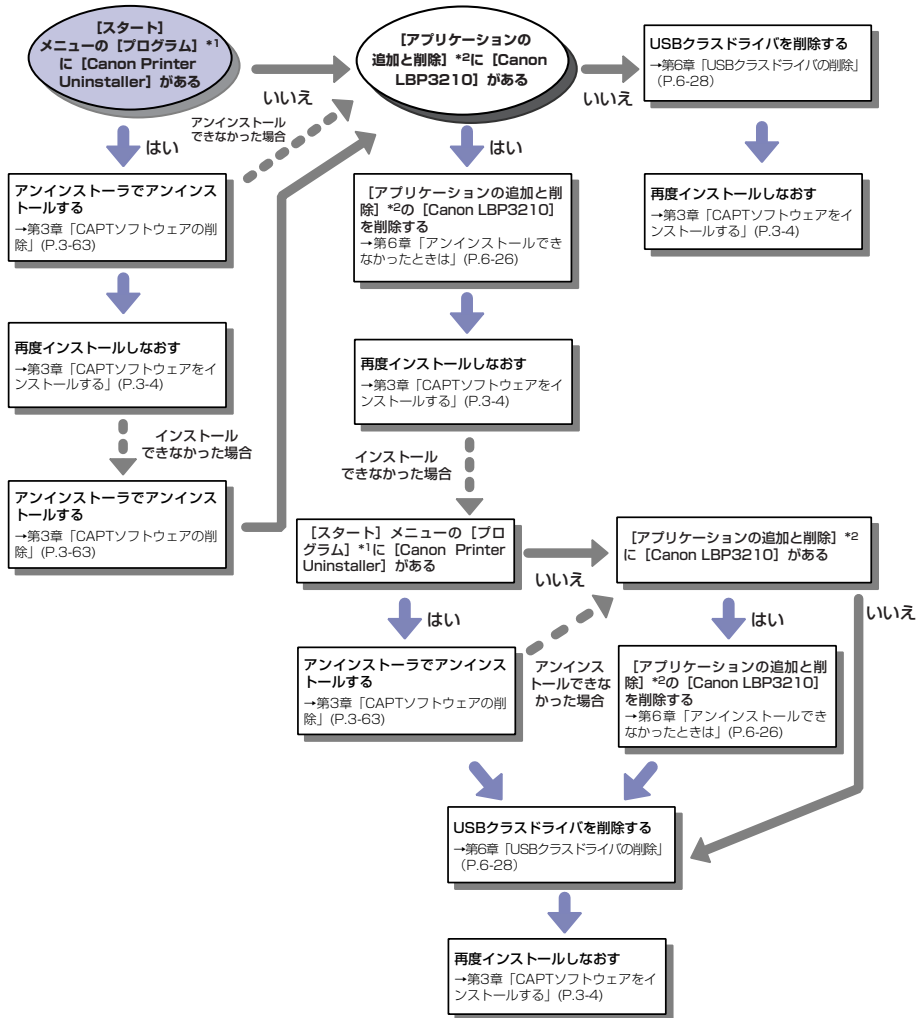 [スタート]
メニューの[プログラム]*1
に[Canon Printer
Uninstaller]がある
いいえ
アンインストール
できなかった場合
はい
[アプリケーションの
追加と削除]*2に[Canon
LBP3210]がある
いいえ
はい
USBクラスドライバを削除する
→第6章「USBクラスドライバの削除」
(P.6-28)
再度インストールしなおす
→第3章「CAPTソフトウェアをイ
ンストールする」(P.3-4)
アンインストーラでアンインス
トールする
→第3章「CAPTソフトウェアの削
除」(P.3-63)
再度インストールしなおす
→第3章「CAPTソフトウェアをイ
ンストールする」(P.3-4)
インストール
できなかった場合
アンインストーラでアンインス
トールする
→第3章「CAPTソフトウェアの削
除」(P.3-63)
[アプリケーションの追加と削
除]*2の[Canon LBP3210]
を削除する
→第6章「アンインストールでき
なかったときは」(P.6-26)
再度インストールしなおす
→第3章「CAPTソフトウェアをイ
ンストールする」(P.3-4)
インストール
できなかった場合
[スタート]メニューの[プロ
グラム]*1に[Canon Printer
Uninstaller]がある
いいえ
はい
アンインス
トールできな
かった場合
[アプリケーションの追加と削除]*2
に[Canon LBP3210]がある
はい
いいえ
アンインストーラでアンインス
トールする
→第3章「CAPTソフトウェアの削
除」(P.3-63)
[アプリケーションの追加と削
除]*2の[Canon LBP3210]
を削除する
→第6章「アンインストールでき
なかったときは」(P.6-26)
USBクラスドライバを削除する
→第6章「USBクラスドライバの削除」
(P.6-28)
再度インストールしなおす
→第3章「CAPTソフトウェアをイ
ンストールする」(P.3-4)